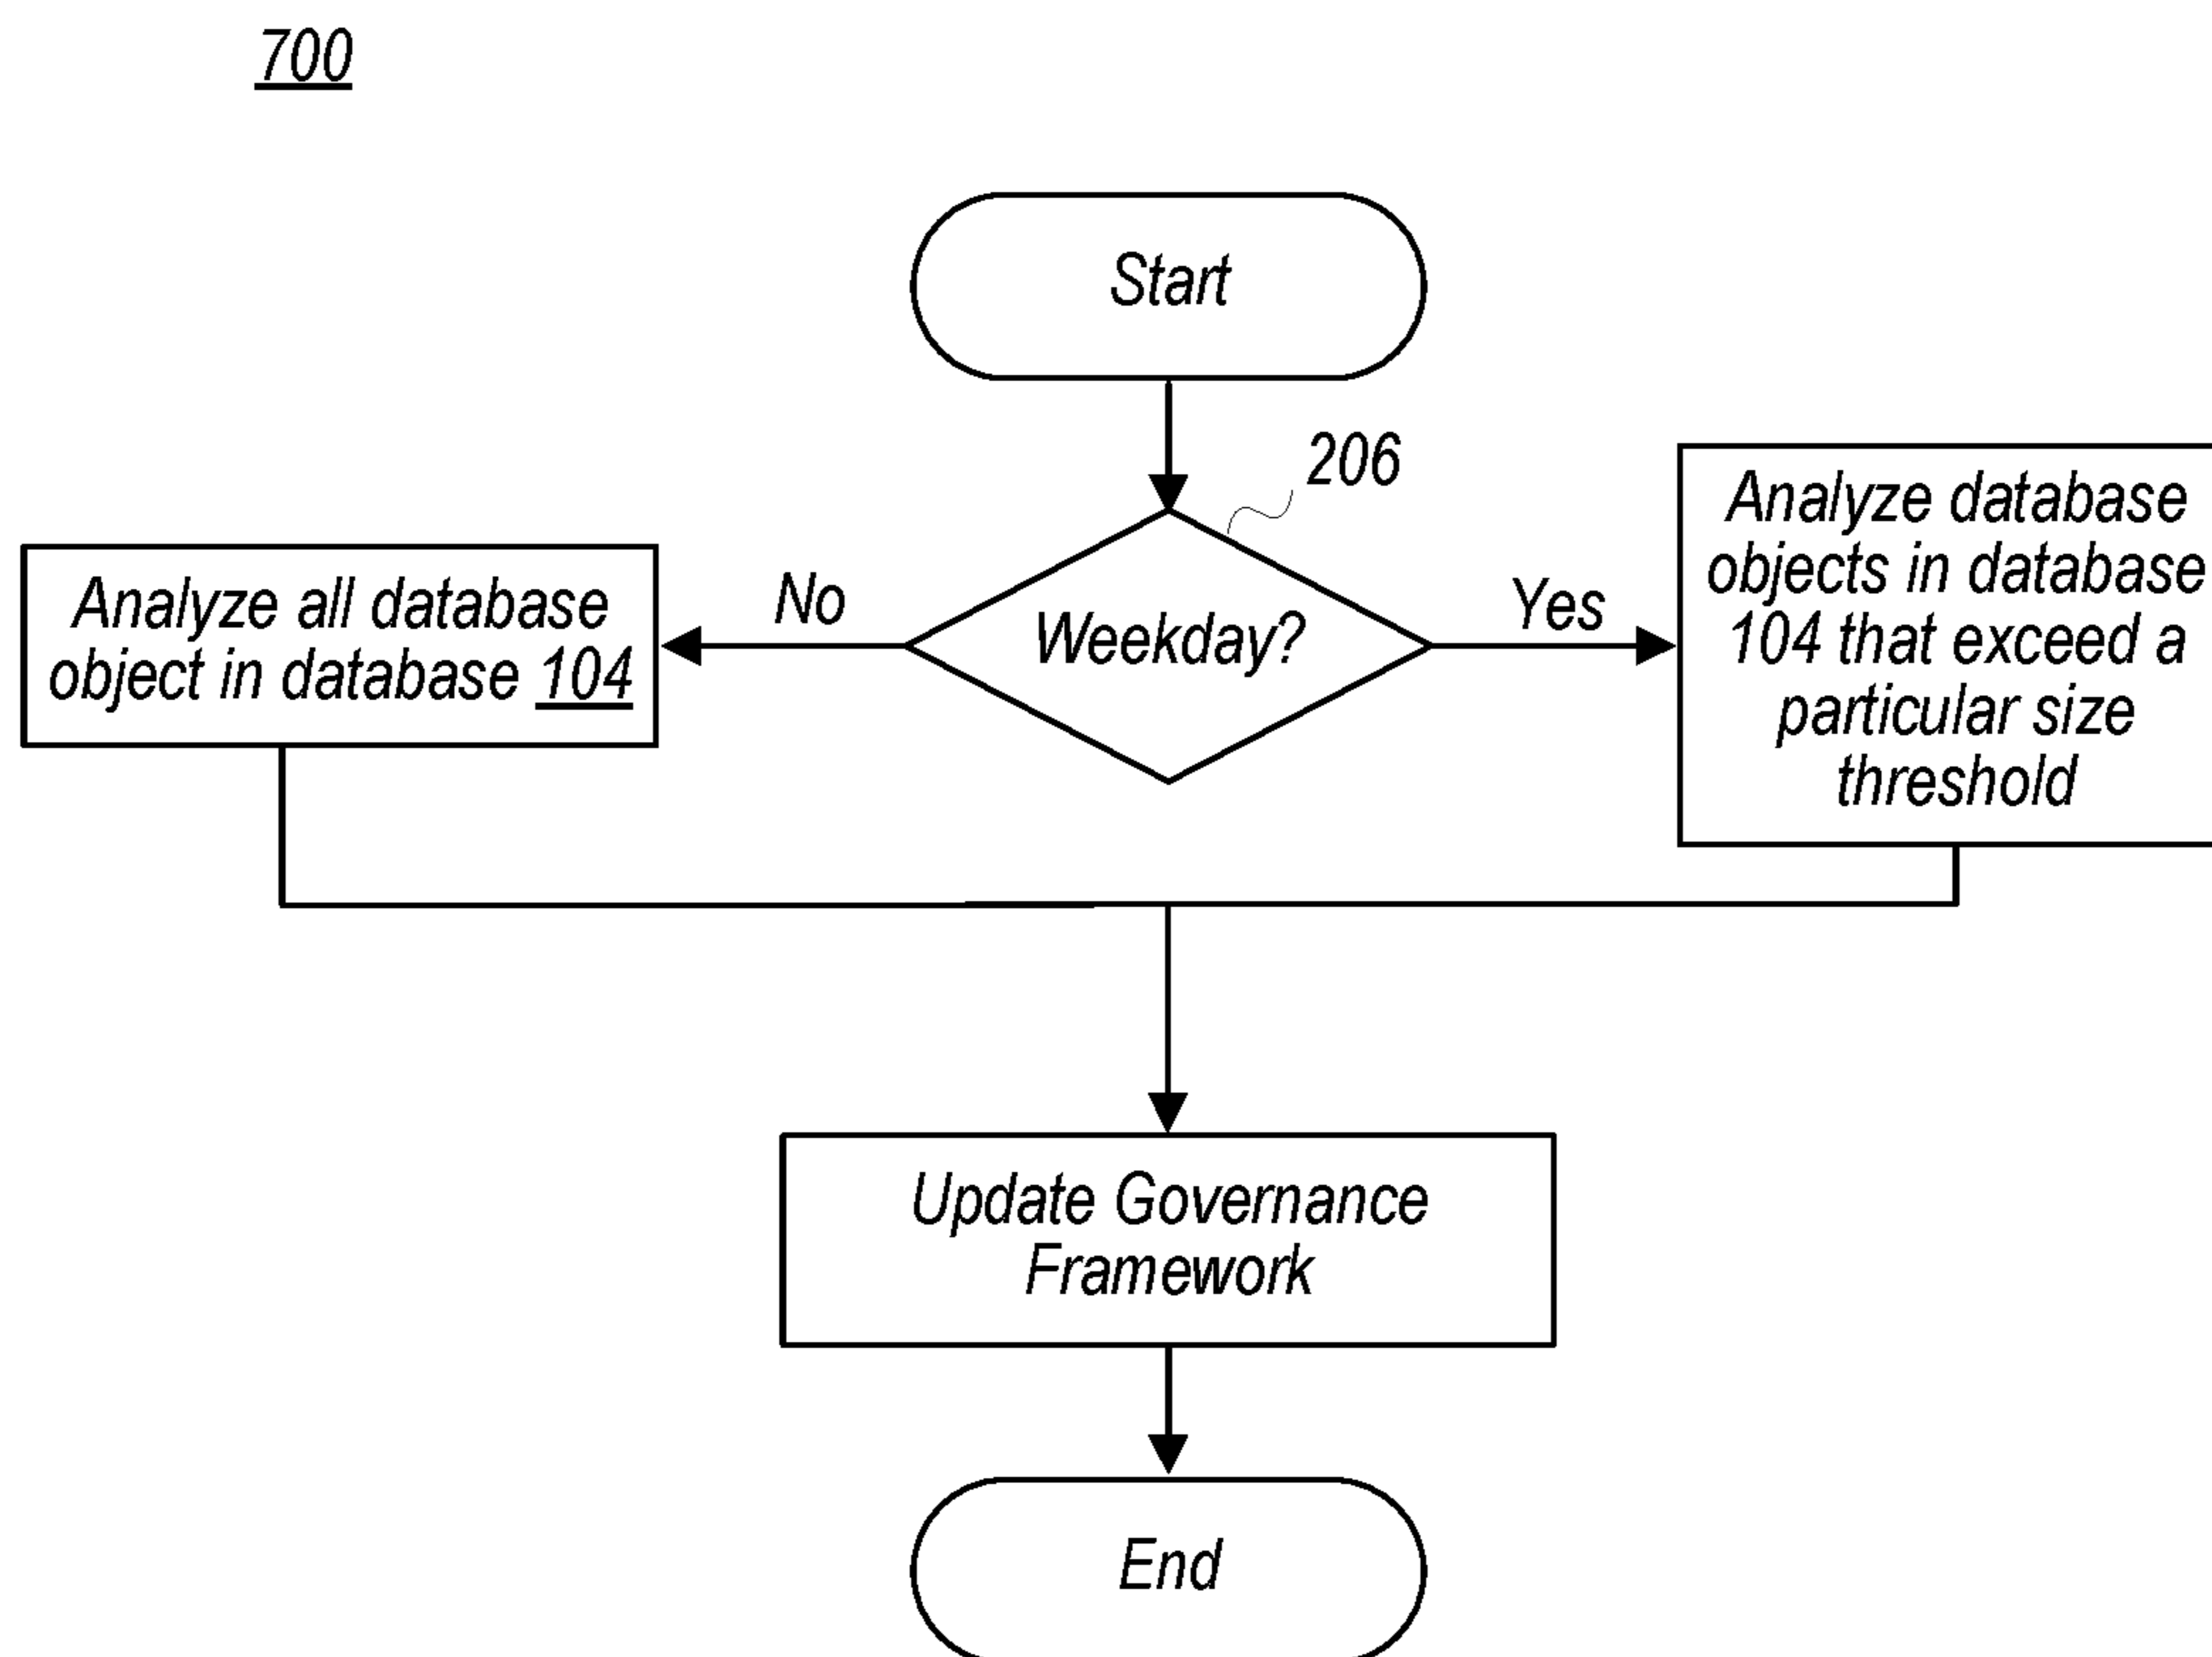 700
Start
206
Analyze all database
object in database 104
No
Weekday?
Yes
Analyze database
objects in database
104 that exceed a
particular size
threshold
Update Governance
Framework
End